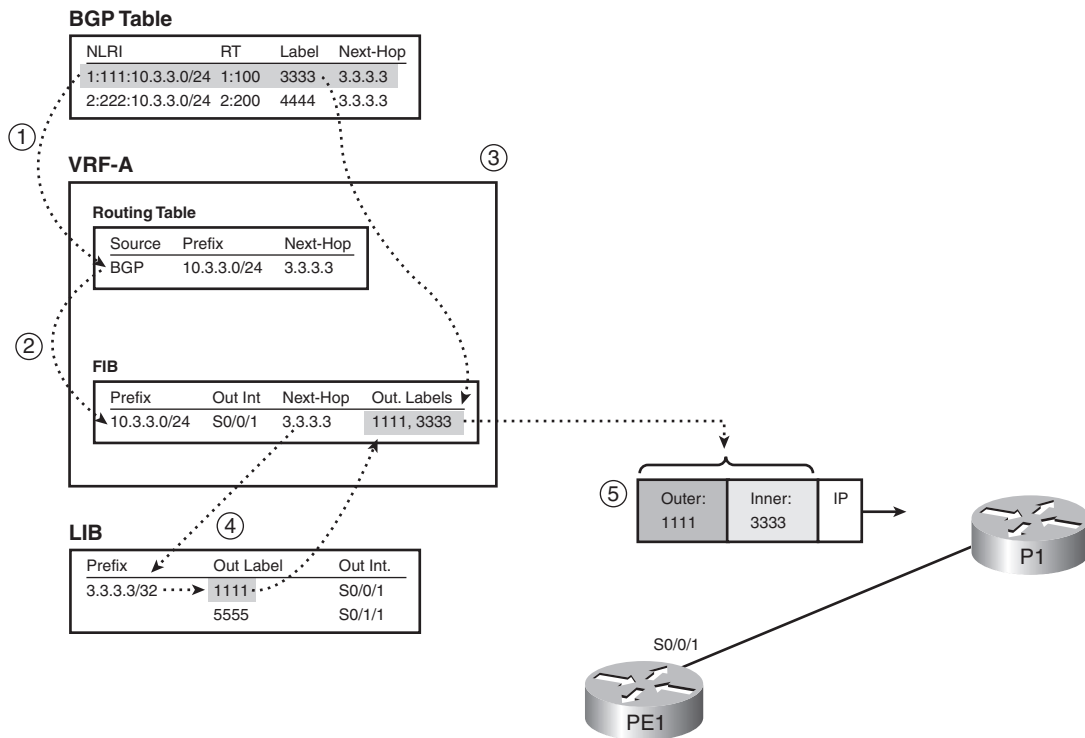 BGP Table
NLRI RT Label Next-Hop
1:111:10.3.3.0/24 1:100 3333 3.3.3.3
2:222:10.3.3.0/24 2:200 4444 3.3.3.3
1
3
VRF-A
Routing Table
Source Prefix Next-Hop
BGP 10.3.3.0/24 3.3.3.3
2
FIB
Prefix Out Int Next-Hop Out. Labels
10.3.3.0/24 S0/0/1 3.3.3.3 1111, 3333
4
LIB
Prefix Out Label Out Int.
3.3.3.3/32 1111 S0/0/1
5555 S0/1/1
5
Outer: Inner: IP
1111 3333
P1
S0/0/1
PE1